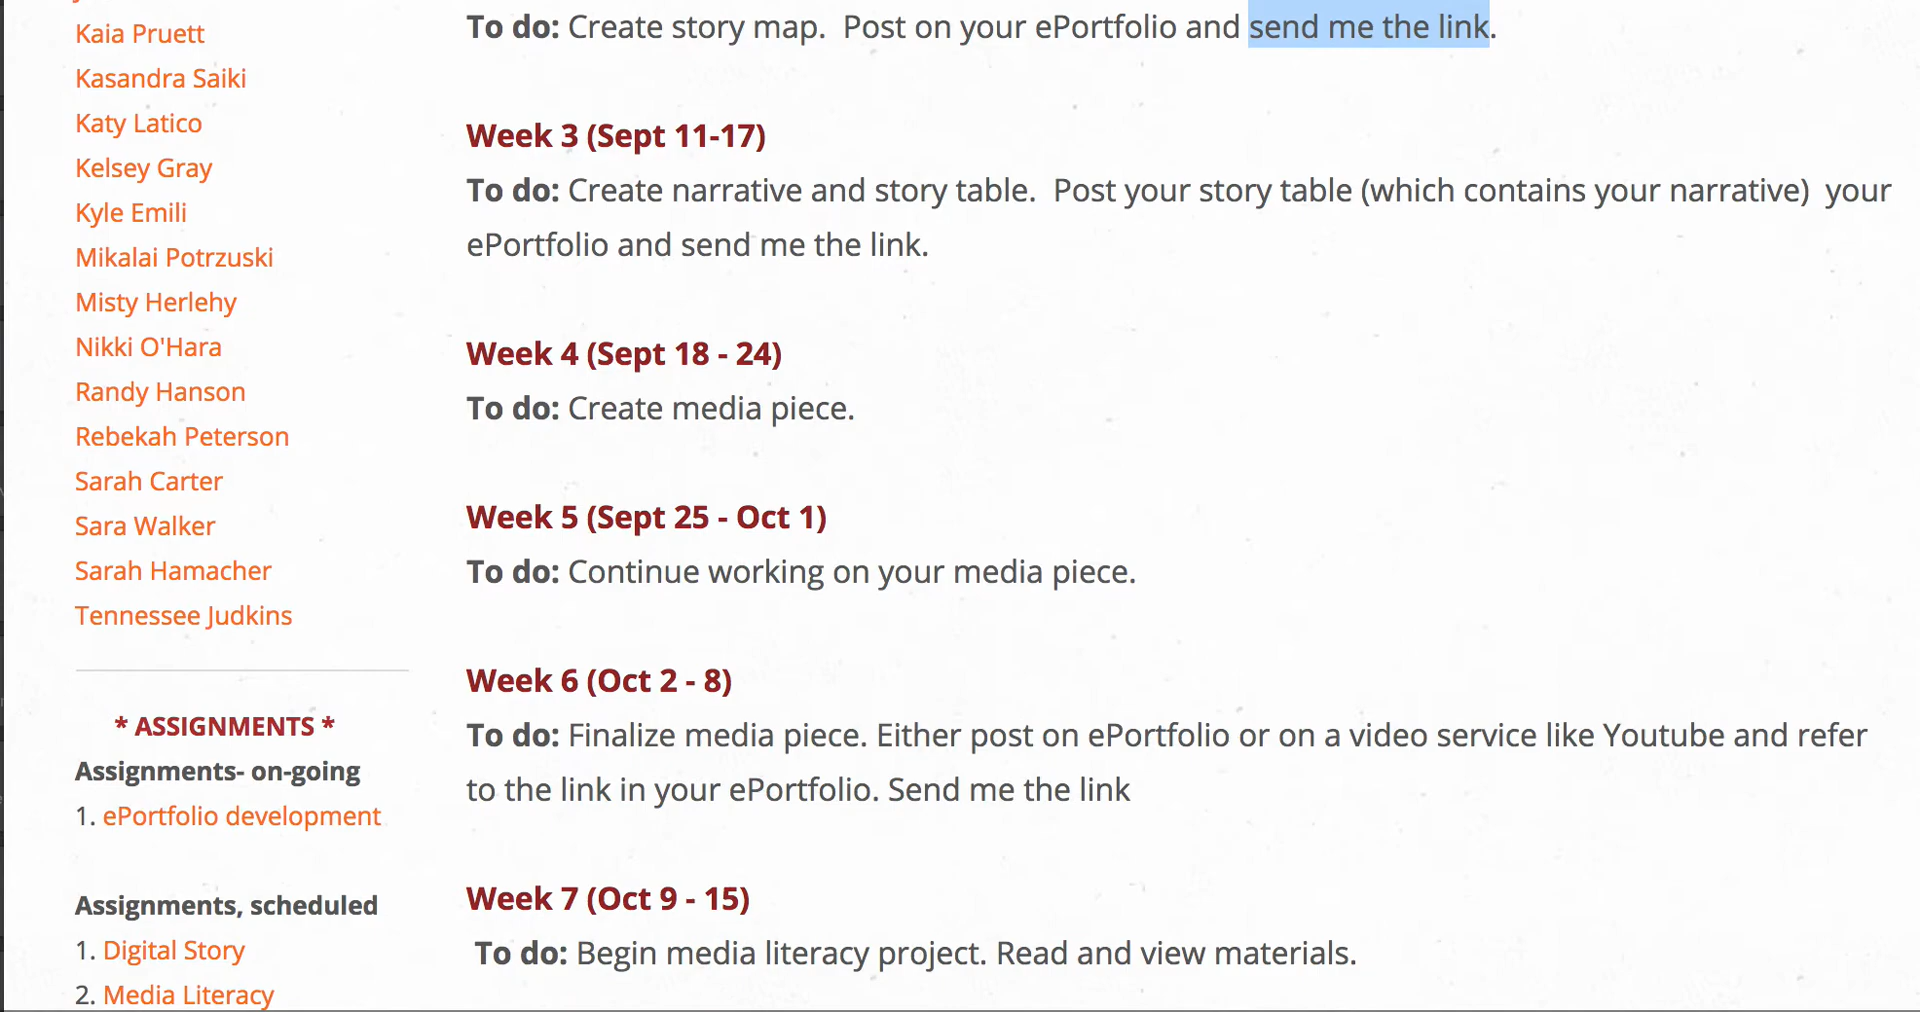 Kaia Pruett
Kasandra Saiki
Katy Latico
Kelsey Gray
Kyle Emili
Mikalai Potrzuski
Misty Herlehy
Nikki O'Hara
Randy Hanson
Rebekah Peterson
Sarah Carter
Sara Walker
Sarah Hamacher
Tennessee Judkins
* ASSIGNMENTS *
Assignments- on-going
1. ePortfolio development
Assignments, scheduled
1. Digital Story
2. Media Literacy
To do: Create story map.  Post on your ePortfolio and send me the link.
Week 3 (Sept 11-17)
To do: Create narrative and story table.  Post your story table (which contains your narrative)  your
ePortfolio and send me the link.
Week 4 (Sept 18 - 24)
To do: Create media piece.
Week 5 (Sept 25 - Oct 1)
To do: Continue working on your media piece.
Week 6 (Oct 2 - 8)
To do: Finalize media piece. Either post on ePortfolio or on a video service like Youtube and refer
to the link in your ePortfolio. Send me the link
Week 7 (Oct 9 - 15)
To do: Begin media literacy project. Read and view materials.